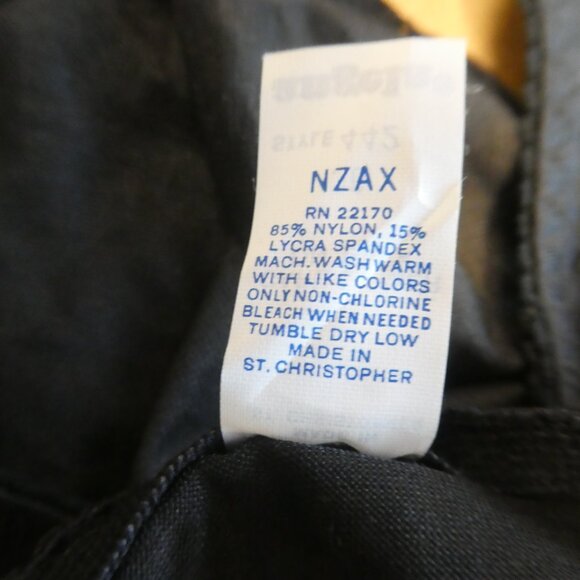 NZAX
RN 22170
85% NYLON, 15%
LYCRA SPANDEX
MACH. WASH WARM
WITH LIKE COLORS
ONLY NON-CHLORINE
BLEACH WHEN NEEDED
TUMBLE DRY LOW
MADE IN
ST. CHRISTOPHER